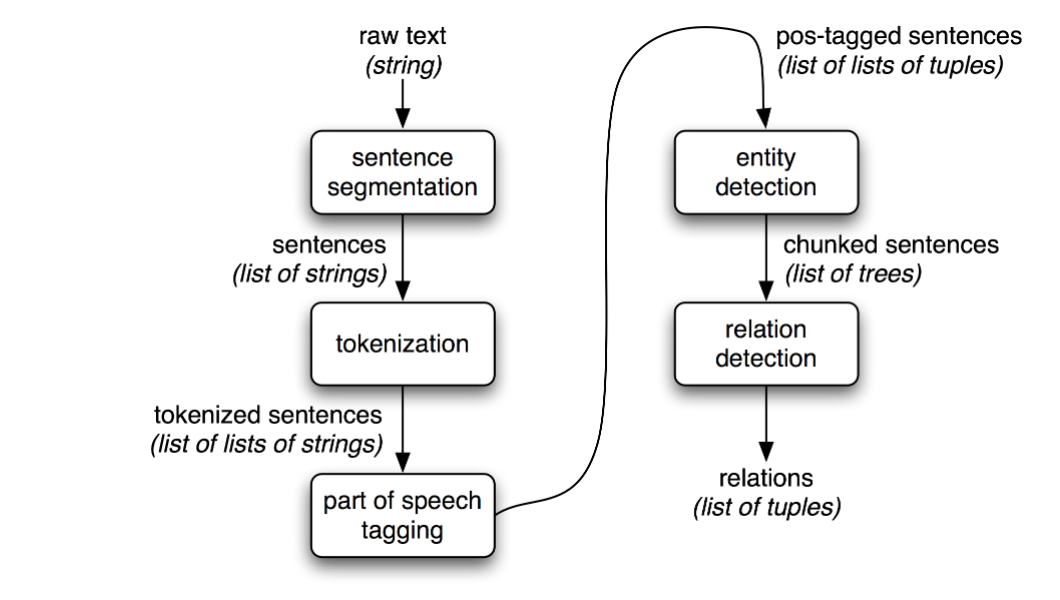 raw text
(string)
sentence
segmentation
sentences
(list of strings)
tokenization
tokenized sentences
(list of lists of strings)
part of speech
tagging
pos-tagged sentences
(list of lists of tuples)
entity
detection
chunked sentences
(list of trees)
relation
detection
relations
(list of tuples)